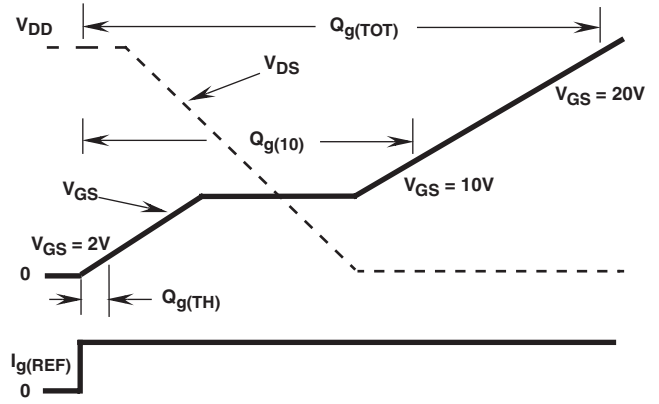 V_DD
Q_g(TOT)
V_DS
V_GS = 20V
Q_g(10)
V_GS = 10V
V_GS
V_GS = 2V
0
Q_g(TH)
I_g(REF)
0